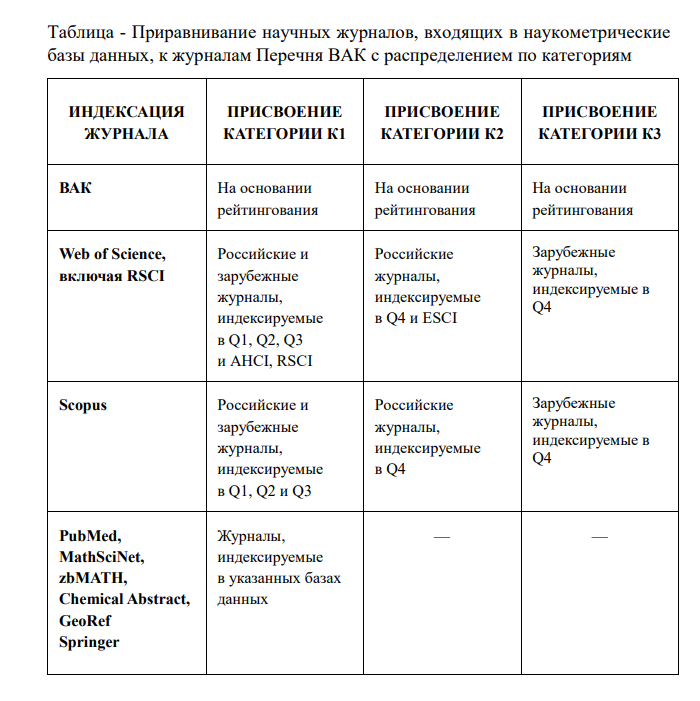 Таблица - Приравнивание научных журналов, входящих в наукометрические
базы данных, к журналам Перечня ВАК с распределением по категориям
ИНДЕКСАЦИЯ
ЖУРНАЛА
ПРИСВОЕНИЕ
КАТЕГОРИИ К1
ПРИСВОЕНИЕ
КАТЕГОРИИ К2
ПРИСВОЕНИЕ
КАТЕГОРИИ К3
ВАК
На основании
рейтингования
На основании
рейтингования
На основании
рейтингования
Web of Science,
включая RSCI
Российские и
зарубежные
журналы,
индексируемые
в Q1, Q2, Q3
и AHCI, RSCI
Российские
журналы,
индексируемые
в Q4 и ESCI
Зарубежные
журналы,
индексируемые в
Q4
Scopus
Российские и
зарубежные
журналы,
индексируемые
в Q1, Q2 и Q3
Российские
журналы,
индексируемые
в Q4
Зарубежные
журналы,
индексируемые в
Q4
PubMed,
MathSciNet,
zbMATH,
Chemical Abstract,
GeoRef
Springer
Журналы,
индексируемые
в указанных базах
данных
—
—